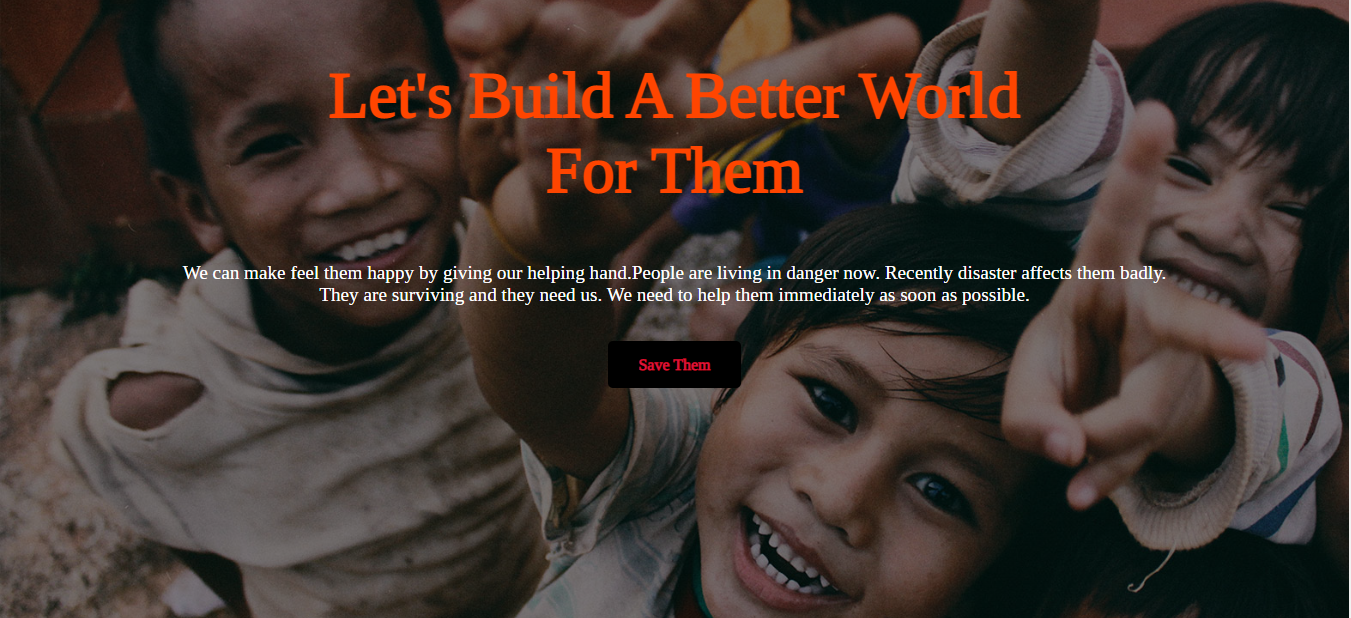 Let's Build A Better World
For Them
We can make feel them happy by giving our helping hand.People are living in danger now. Recently disaster affects them badly.
They are surviving and they need us. We need to help them immediately as soon as possible.
Save Them